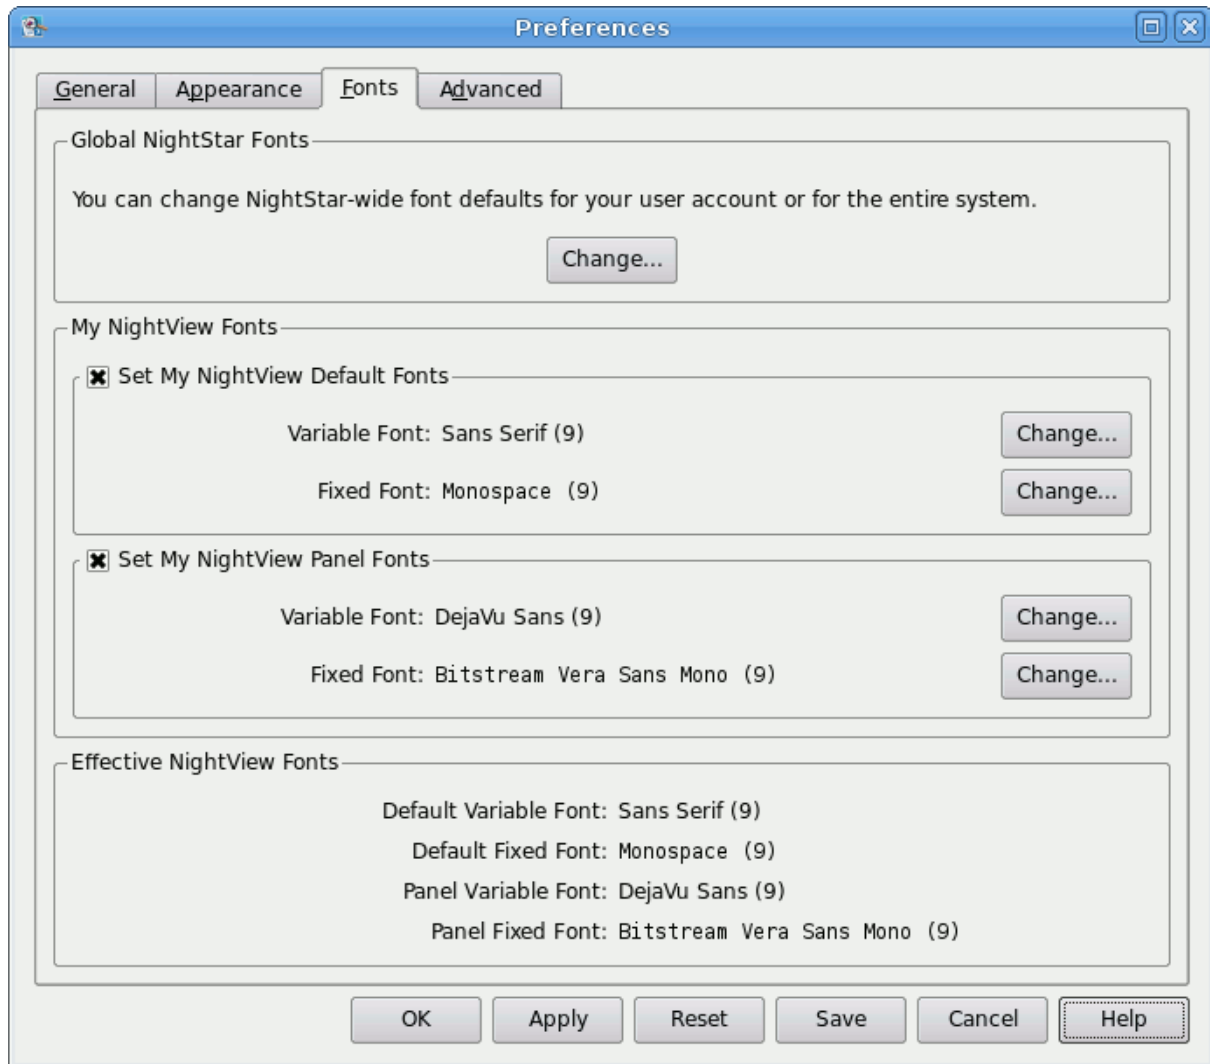 Preferences
General Appearance Fonts Advanced
Global NightStar Fonts
You can change NightStar-wide font defaults for your user account or for the entire system.
Change...
My NightView Fonts
Set My NightView Default Fonts
Variable Font: Sans Serif (9) Change...
Fixed Font: Monospace (9) Change...
Set My NightView Panel Fonts
Variable Font: DejaVu Sans (9) Change...
Fixed Font: Bitstream Vera Sans Mono (9) Change...
Effective NightView Fonts
Default Variable Font: Sans Serif (9)
Default Fixed Font: Monospace (9)
Panel Variable Font: DejaVu Sans (9)
Panel Fixed Font: Bitstream Vera Sans Mono (9)
OK Apply Reset Save Cancel Help